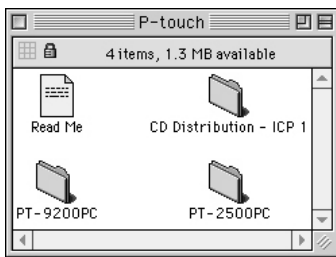 P-touch
4 items, 1.3 MB available
Read Me
CD Distribution - ICP 1
PT-9200PC
PT-2500PC